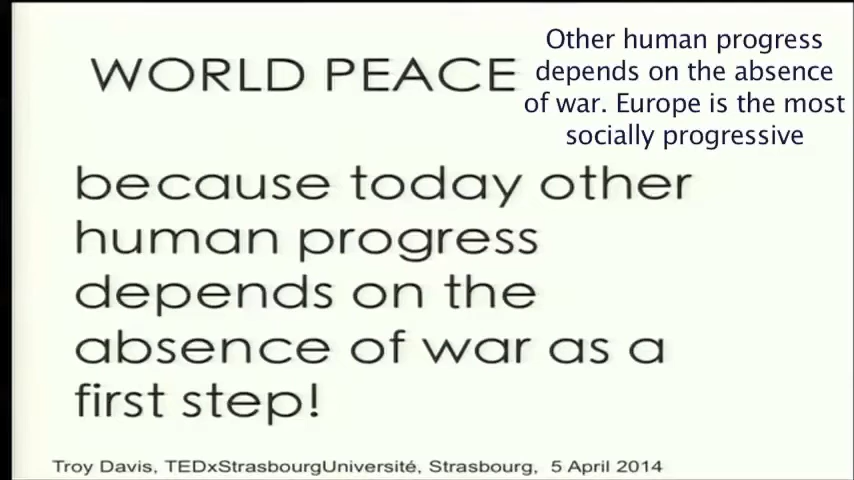 WORLD PEACE
Other human progress
depends on the absence
of war. Europe is the most
socially progressive
because today other
human progress
depends on the
absence of war as a
first step!
Troy Davis, TEDxStrasbourgUniversité, Strasbourg, 5 April 2014